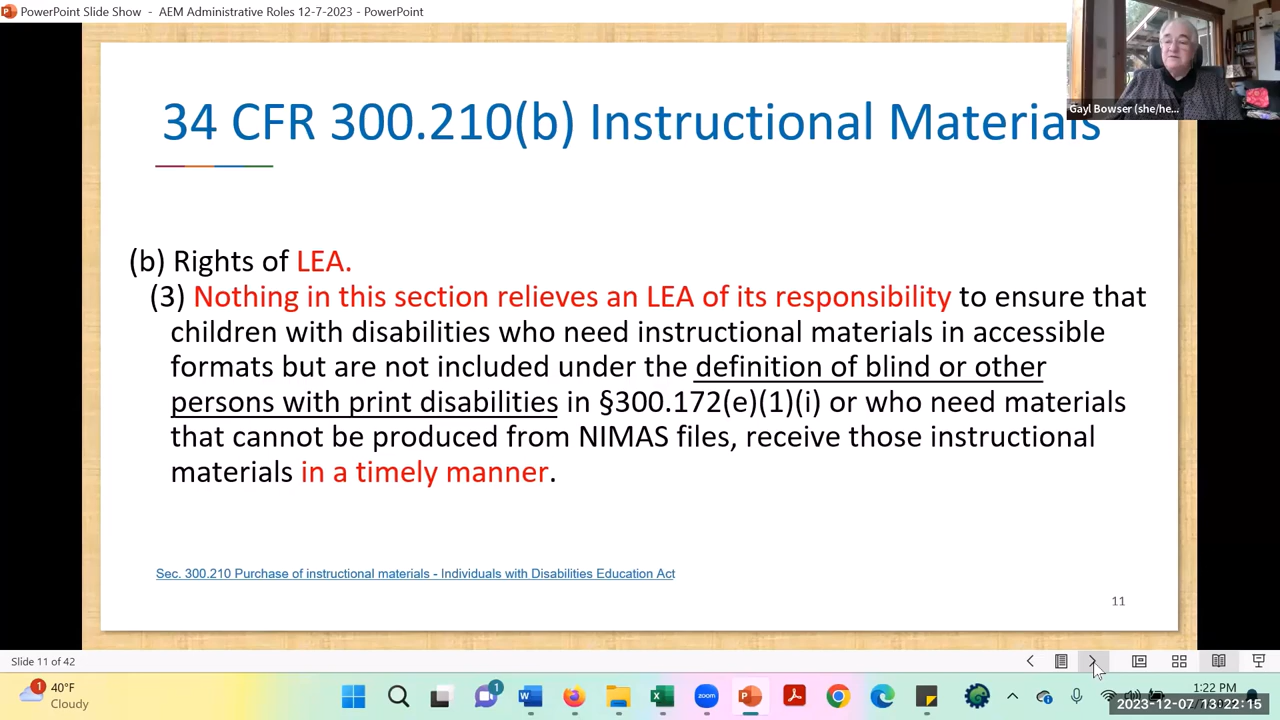 PowerPoint Slide Show - AEM Administrative Roles 12-7-2023 - PowerPoint
Gayl Bowser (she/he...
34 CFR 300.210(b) Instructional Materials
(b) Rights of LEA.
(3) Nothing in this section relieves an LEA of its responsibility to ensure that
children with disabilities who need instructional materials in accessible
formats but are not included under the definition of blind or other
persons with print disabilities in §300.172(e)(1)(i) or who need materials
that cannot be produced from NIMAS files, receive those instructional
materials in a timely manner.
Sec. 300.210 Purchase of instructional materials - Individuals with Disabilities Education Act
11
Slide 11 of 42
1
40°F
Cloudy
1
zoom
1:22 PM
2023-12-07 13:22:15